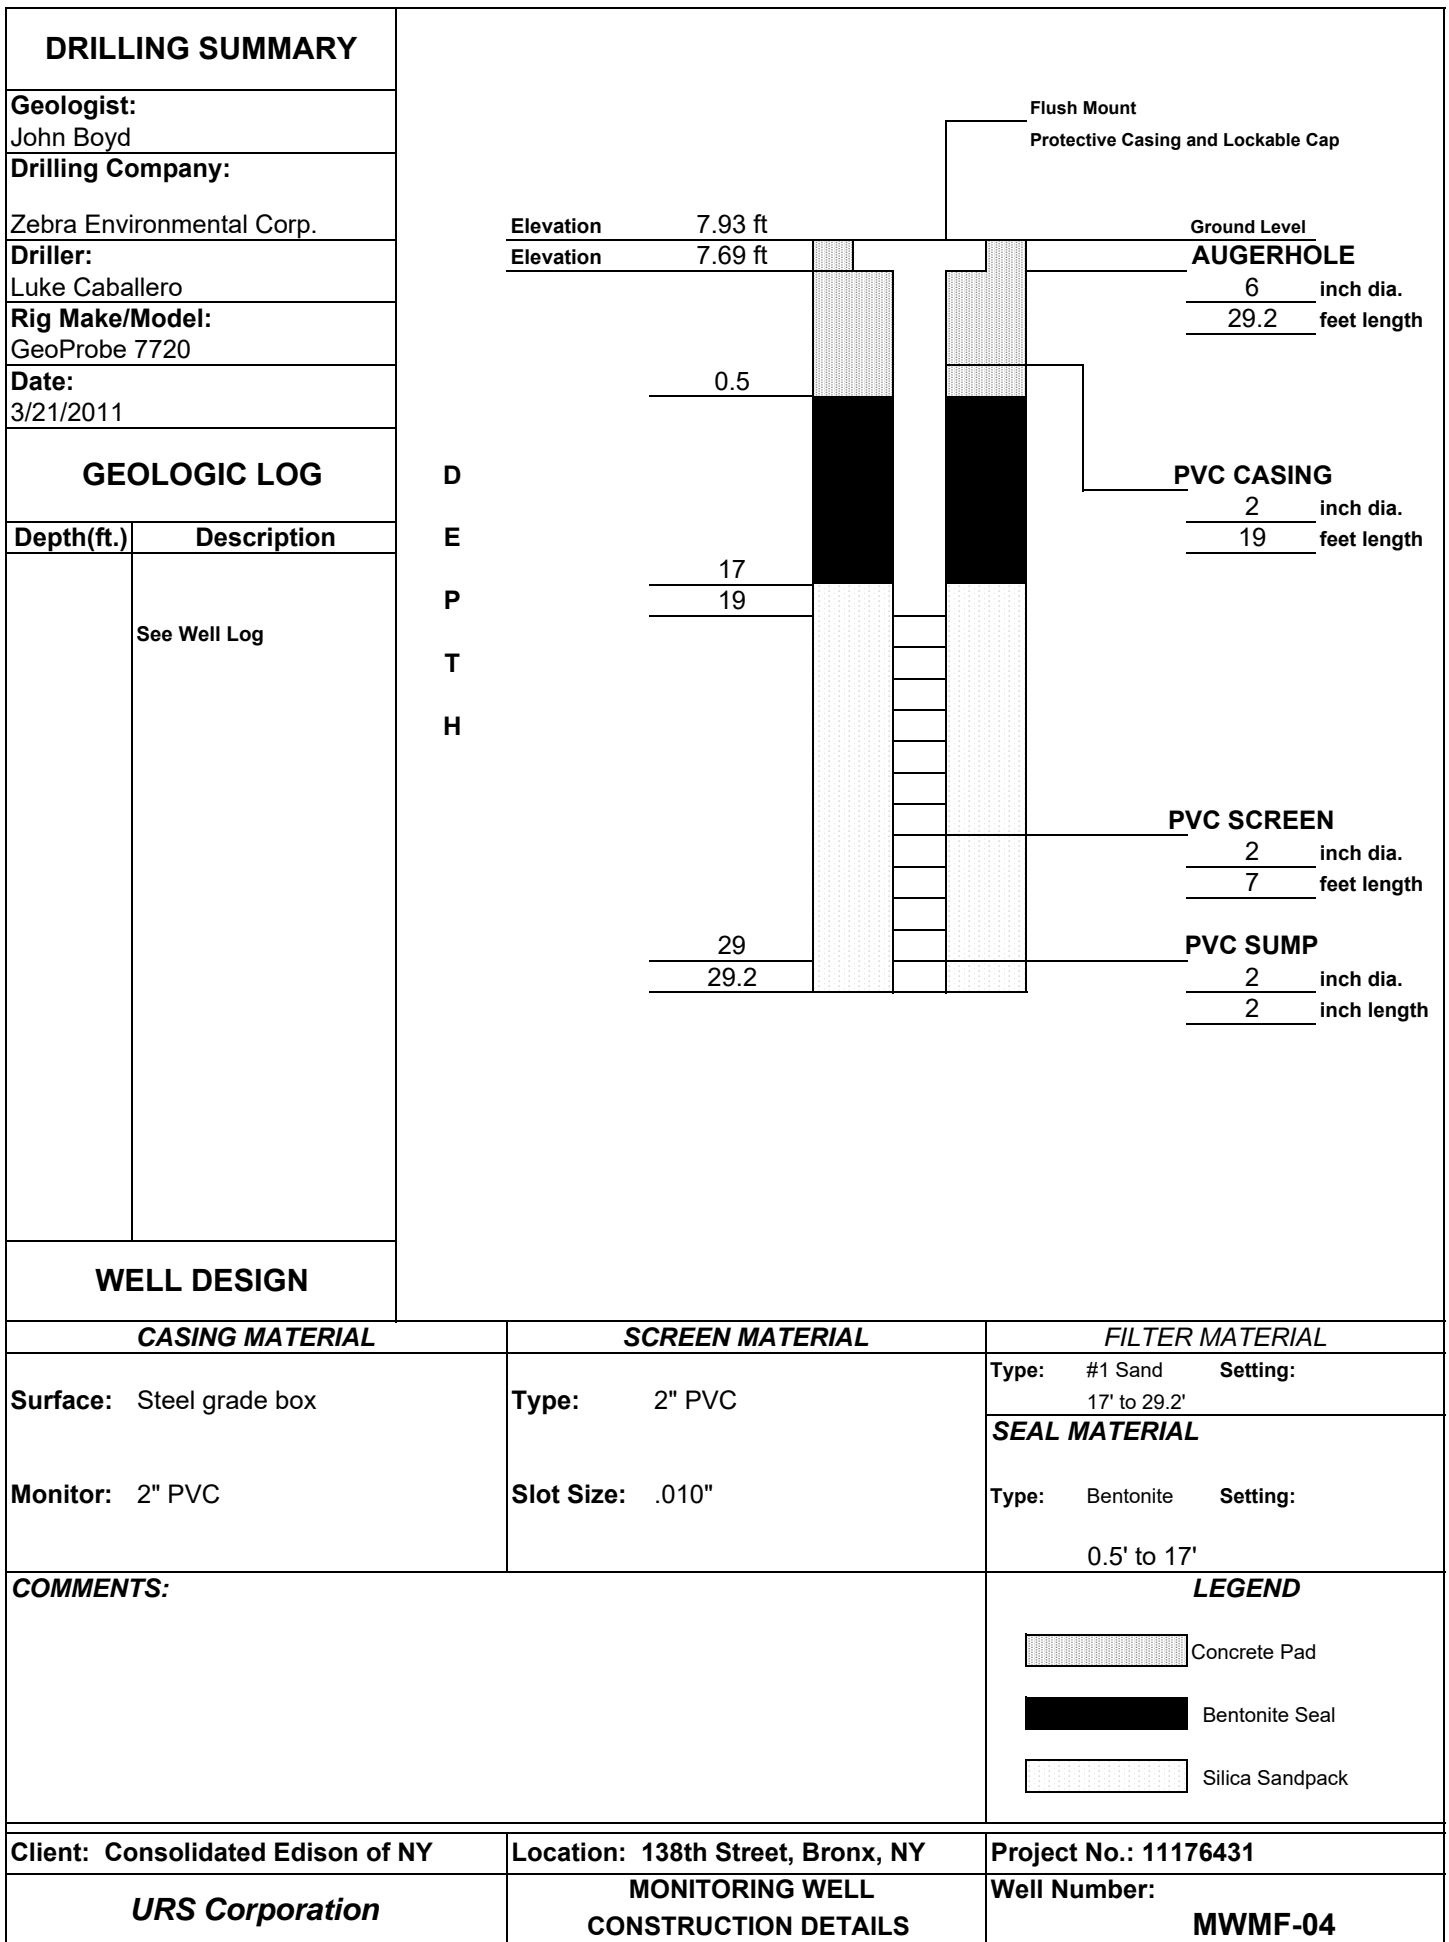 DRILLING SUMMARY
Geologist:
John Boyd
Drilling Company:
Zebra Environmental Corp.
Driller:
Luke Caballero
Rig Make/Model:
GeoProbe 7720
Date:
3/21/2011
GEOLOGIC LOG
Depth(ft.) Description
See Well Log
WELL DESIGN
Flush Mount
Protective Casing and Lockable Cap
Elevation 7.93 ft
Ground Level
Elevation 7.69 ft
AUGERHOLE
6 inch dia.
29.2 feet length
0.5
D
E
P
T
H
PVC CASING
2 inch dia.
19 feet length
17
19
PVC SCREEN
2 inch dia.
7 feet length
29
29.2
PVC SUMP
2 inch dia.
2 inch length
CASING MATERIAL
Surface: Steel grade box
Monitor: 2" PVC
SCREEN MATERIAL
Type: 2" PVC
Slot Size: .010"
FILTER MATERIAL
Type: #1 Sand Setting:
17' to 29.2'
SEAL MATERIAL
Type: Bentonite Setting:
0.5' to 17'
COMMENTS:
LEGEND
Concrete Pad
Bentonite Seal
Silica Sandpack
Client: Consolidated Edison of NY
Location: 138th Street, Bronx, NY
Project No.: 11176431
URS Corporation
MONITORING WELL
CONSTRUCTION DETAILS
Well Number:
MWMF-04